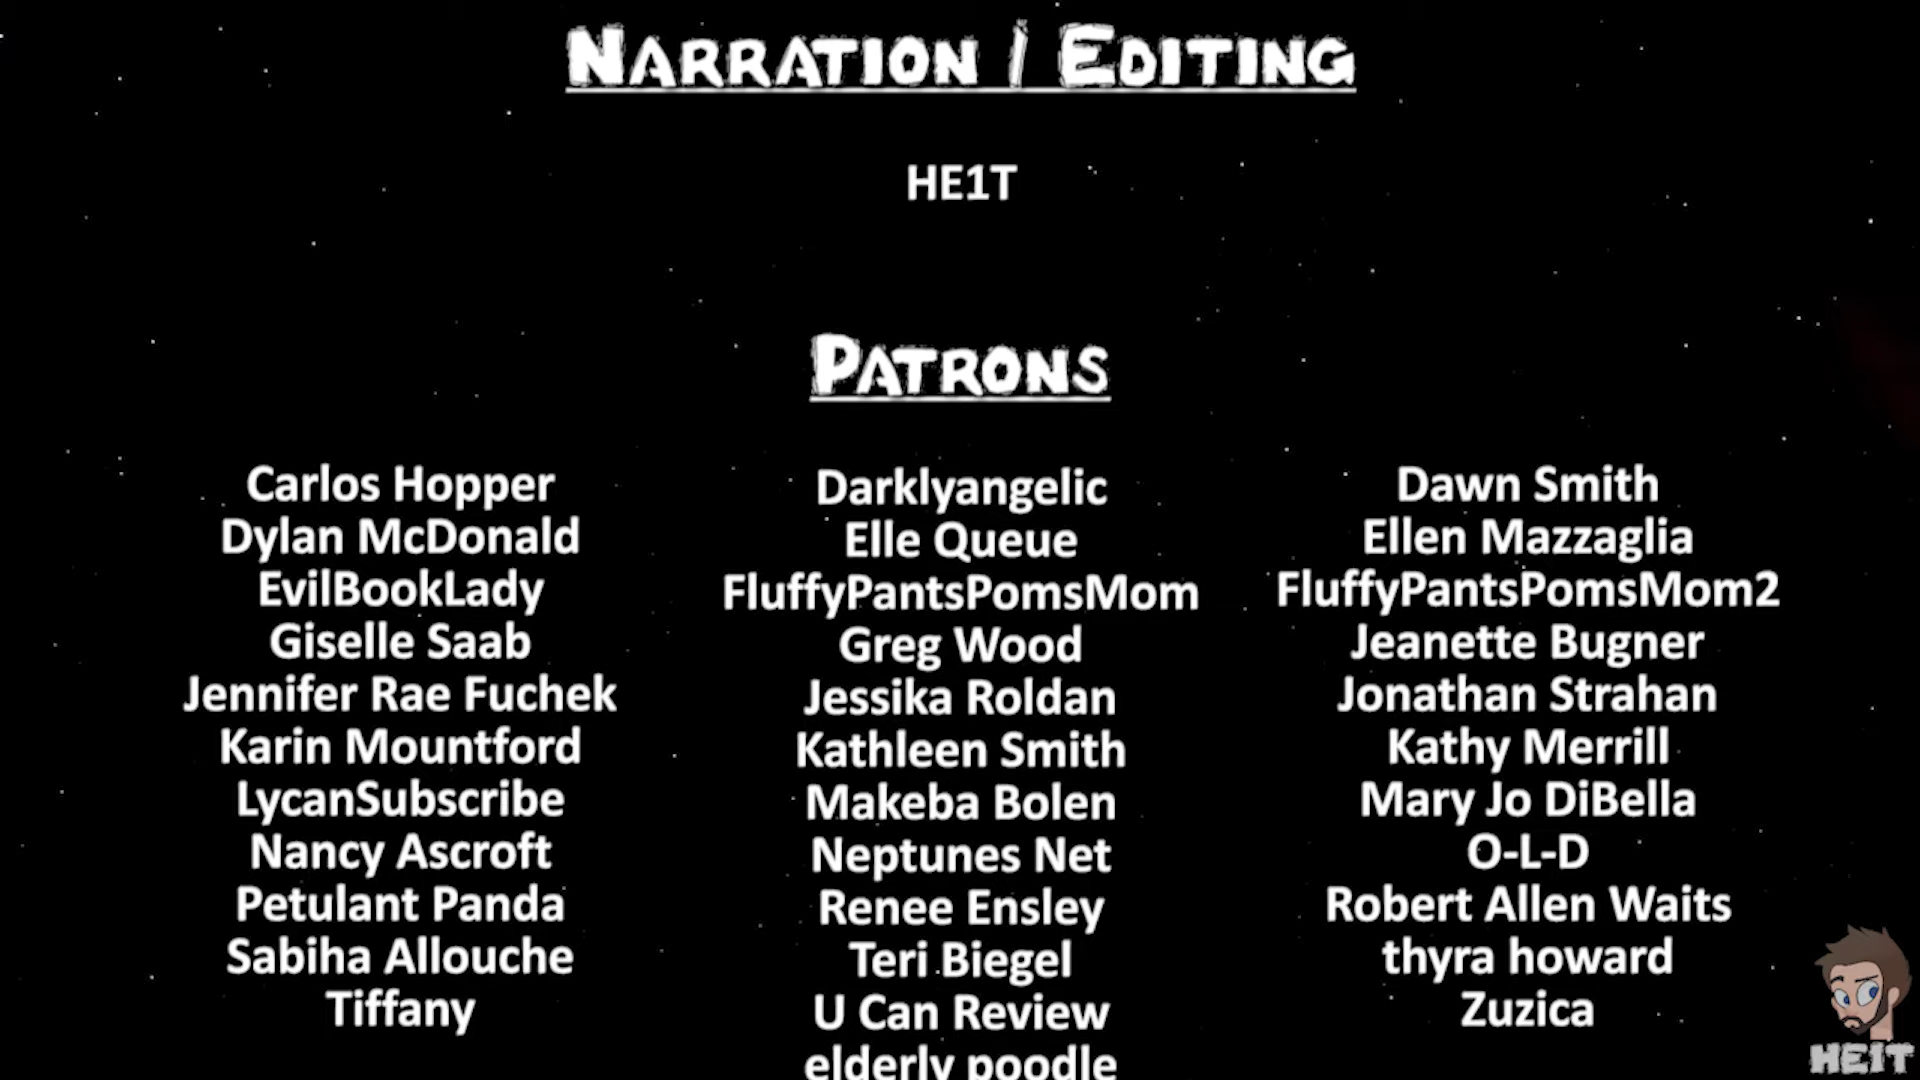 NARRATION / EDITING
HE1T
PATRONS
Carlos Hopper
Dylan McDonald
EvilBookLady
Giselle Saab
Jennifer Rae Fuchek
Karin Mountford
LycanSubscribe
Nancy Ascroft
Petulant Panda
Sabiha Allouche
Tiffany
Darklyangelic
Elle Queue
FluffyPantsPomsMom
Greg Wood
Jessika Roldan
Kathleen Smith
Makeba Bolen
Neptunes Net
Renee Ensley
Teri Biegel
U Can Review
elderly poodle
Dawn Smith
Ellen Mazzaglia
FluffyPantsPomsMom2
Jeanette Bugner
Jonathan Strahan
Kathy Merrill
Mary Jo DiBella
O-L-D
Robert Allen Waits
thyra howard
Zuzica
HE1T